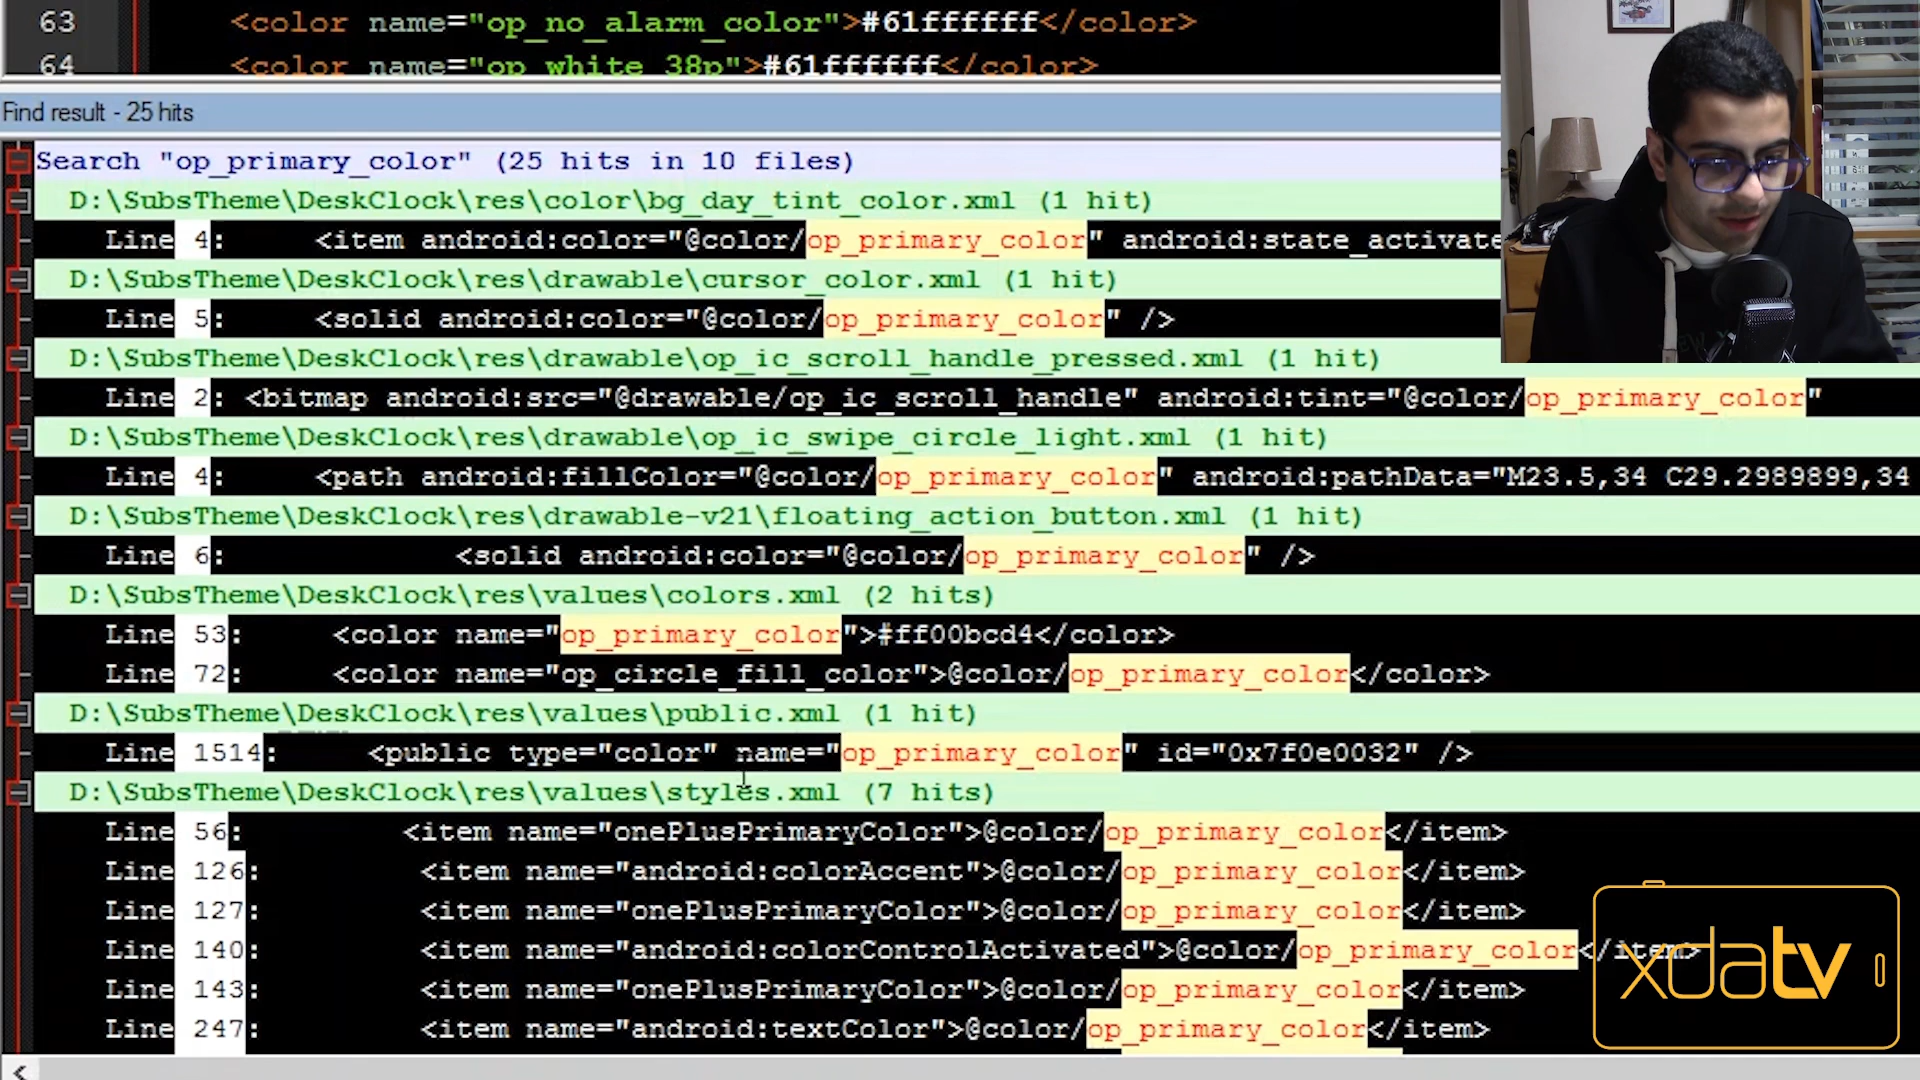 63 <color name="op_no_alarm_color">#61ffffff</color>
64 <color name="op_white_38p">#61ffffff</color>
Find result - 25 hits
Search "op_primary_color" (25 hits in 10 files)
D:\SubsTheme\DeskClock\res\color\bg_day_tint_color.xml (1 hit)
Line 4: <item android:color="@color/op_primary_color" android:state_activate
D:\SubsTheme\DeskClock\res\drawable\cursor_color.xml (1 hit)
Line 5: <solid android:color="@color/op_primary_color" />
D:\SubsTheme\DeskClock\res\drawable\op_ic_scroll_handle_pressed.xml (1 hit)
Line 2: <bitmap android:src="@drawable/op_ic_scroll_handle" android:tint="@color/op_primary_color"
D:\SubsTheme\DeskClock\res\drawable\op_ic_swipe_circle_light.xml (1 hit)
Line 4: <path android:fillColor="@color/op_primary_color" android:pathData="M23.5,34 C29.2989899,34
D:\SubsTheme\DeskClock\res\drawable-v21\floating_action_button.xml (1 hit)
Line 6: <solid android:color="@color/op_primary_color" />
D:\SubsTheme\DeskClock\res\values\colors.xml (2 hits)
Line 53: <color name="op_primary_color">#ff00bcd4</color>
Line 72: <color name="op_circle_fill_color">@color/op_primary_color</color>
D:\SubsTheme\DeskClock\res\values\public.xml (1 hit)
Line 1514: <public type="color" name="op_primary_color" id="0x7f0e0032" />
D:\SubsTheme\DeskClock\res\values\styles.xml (7 hits)
Line 56: <item name="onePlusPrimaryColor">@color/op_primary_color</item>
Line 126: <item name="android:colorAccent">@color/op_primary_color</item>
Line 127: <item name="onePlusPrimaryColor">@color/op_primary_color</item>
Line 140: <item name="android:colorControlActivated">@color/op_primary_color</item>
Line 143: <item name="onePlusPrimaryColor">@color/op_primary_color</item>
Line 247: <item name="android:textColor">@color/op_primary_color</item>
xdatv